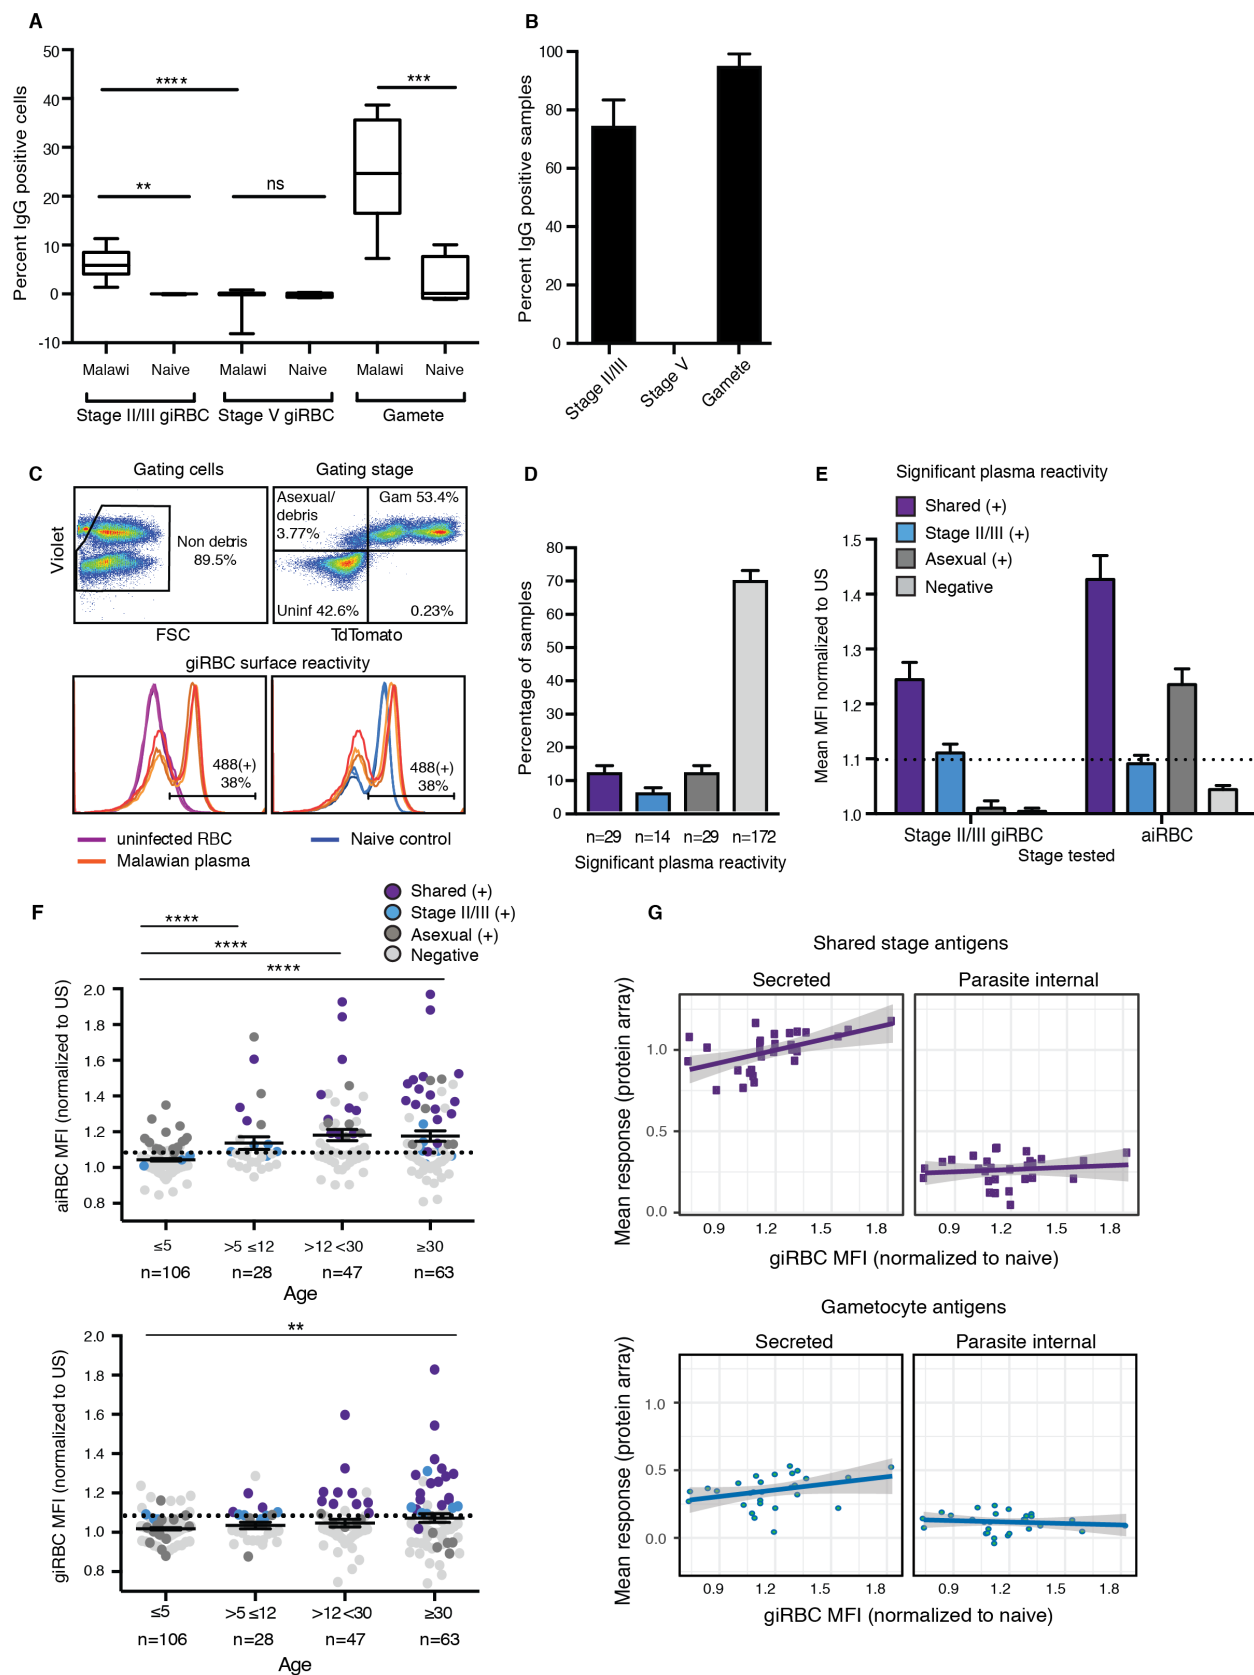 A
Percent IgG positive cells
50
40
30
20
10
0
-10
****
**
ns
***
Malawi Naive Malawi Naive Malawi Naive
Stage II/III giRBC Stage V giRBC Gamete
B
Percent IgG positive samples
100
80
60
40
20
0
Stage II/III
Stage V
Gamete
C
Gating cells
Gating stage
Violet
Non debris
89.5%
FSC
Asexual/
debris
3.77%
Gam 53.4%
Uninf 42.6%
0.23%
TdTomato
giRBC surface reactivity
488(+)
38%
488(+)
38%
uninfected RBC
Malawian plasma
Naive control
D
Percentage of samples
80
70
60
50
40
30
20
10
0
n=29 n=14 n=29 n=172
Significant plasma reactivity
E
Significant plasma reactivity
Shared (+)
Stage II/III (+)
Asexual (+)
Negative
Mean MFI normalized to US
1.5
1.4
1.3
1.2
1.1
1.0
Stage II/III giRBC aiRBC
Stage tested
F
Shared (+)
Stage II/III (+)
Asexual (+)
Negative
****
****
****
aiRBC MFI (normalized to US)
2.0
1.8
1.6
1.4
1.2
1.0
0.8
≤5 >5 ≤12 >12 <30 ≥30
n=106 n=28 n=47 n=63
Age
**
giRBC MFI (normalized to US)
2.0
1.8
1.6
1.4
1.2
1.0
0.8
≤5 >5 ≤12 >12 <30 ≥30
n=106 n=28 n=47 n=63
Age
G
Shared stage antigens
Secreted Parasite internal
Mean response (protein array)
1.0
0.5
0.0
0.9 1.2 1.5 1.8 0.9 1.2 1.5 1.8
giRBC MFI (normalized to naive)
Gametocyte antigens
Secreted Parasite internal
Mean response (protein array)
1.0
0.5
0.0
0.9 1.2 1.5 1.8 0.9 1.2 1.5 1.8
giRBC MFI (normalized to naive)